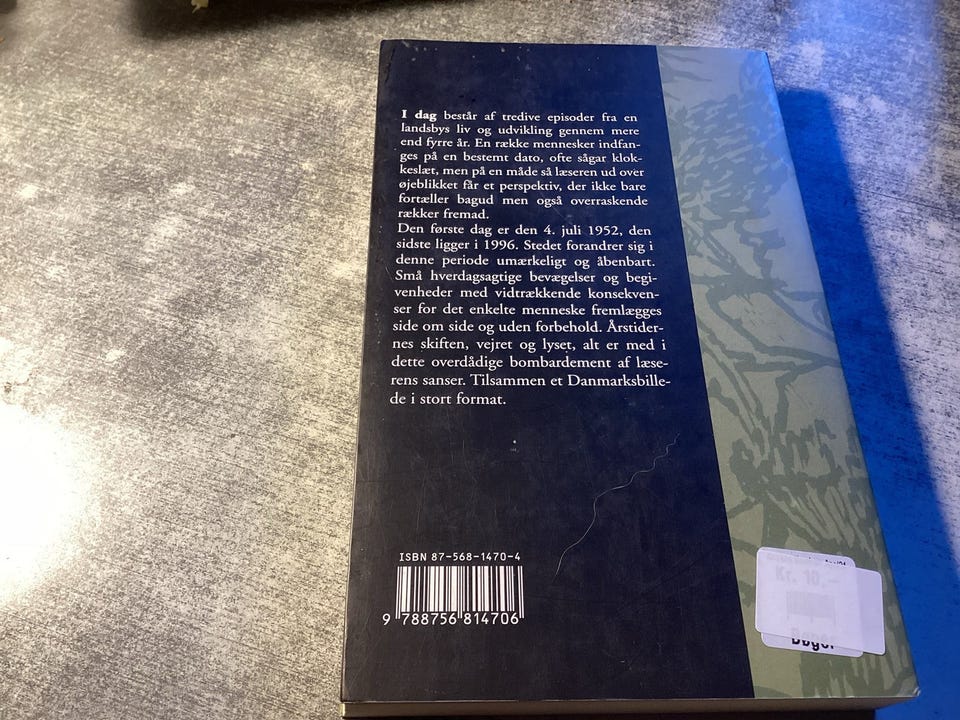 I dag består af tredive episoder fra en
landsbys liv og udvikling gennem mere
end fyrre år. En række mennesker indfan-
ges på en bestemt dato, ofte sågar klok-
keslæt, men på en måde så læseren ud over
øjeblikket får et perspektiv, der ikke bare
fortæller bagud men også overraskende
rækker fremad.
Den første dag er den 4. juli 1952, den
sidste ligger i 1996. Stedet forandrer sig i
denne periode umærkeligt og åbenbart.
Små hverdagsagtige bevægelser og begi-
venheder med vidtrækkende konsekven-
ser for det enkelte menneske fremlægges
side om side og uden forbehold. Årstider-
nes skiften, vejret og lyset, alt er med i
dette overdådige bombardement af læse-
rens sanser. Tilsammen et Danmarksbille-
de i stort format.
ISBN 87-568-1470-4
9 788756 814706
Kr. 10,-
Bøger